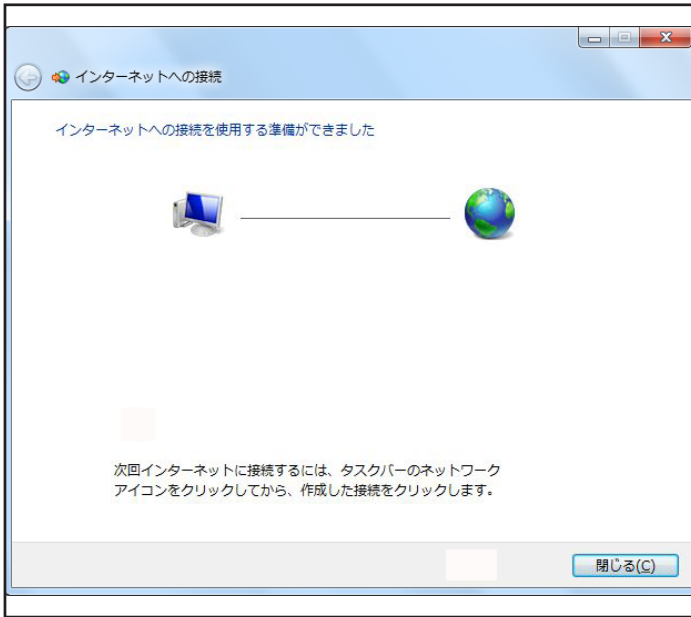 インターネットへの接続
インターネットへの接続を使用する準備ができました
次回インターネットに接続するには、タスクバーのネットワーク
アイコンをクリックしてから、作成した接続をクリックします。
閉じる(C)